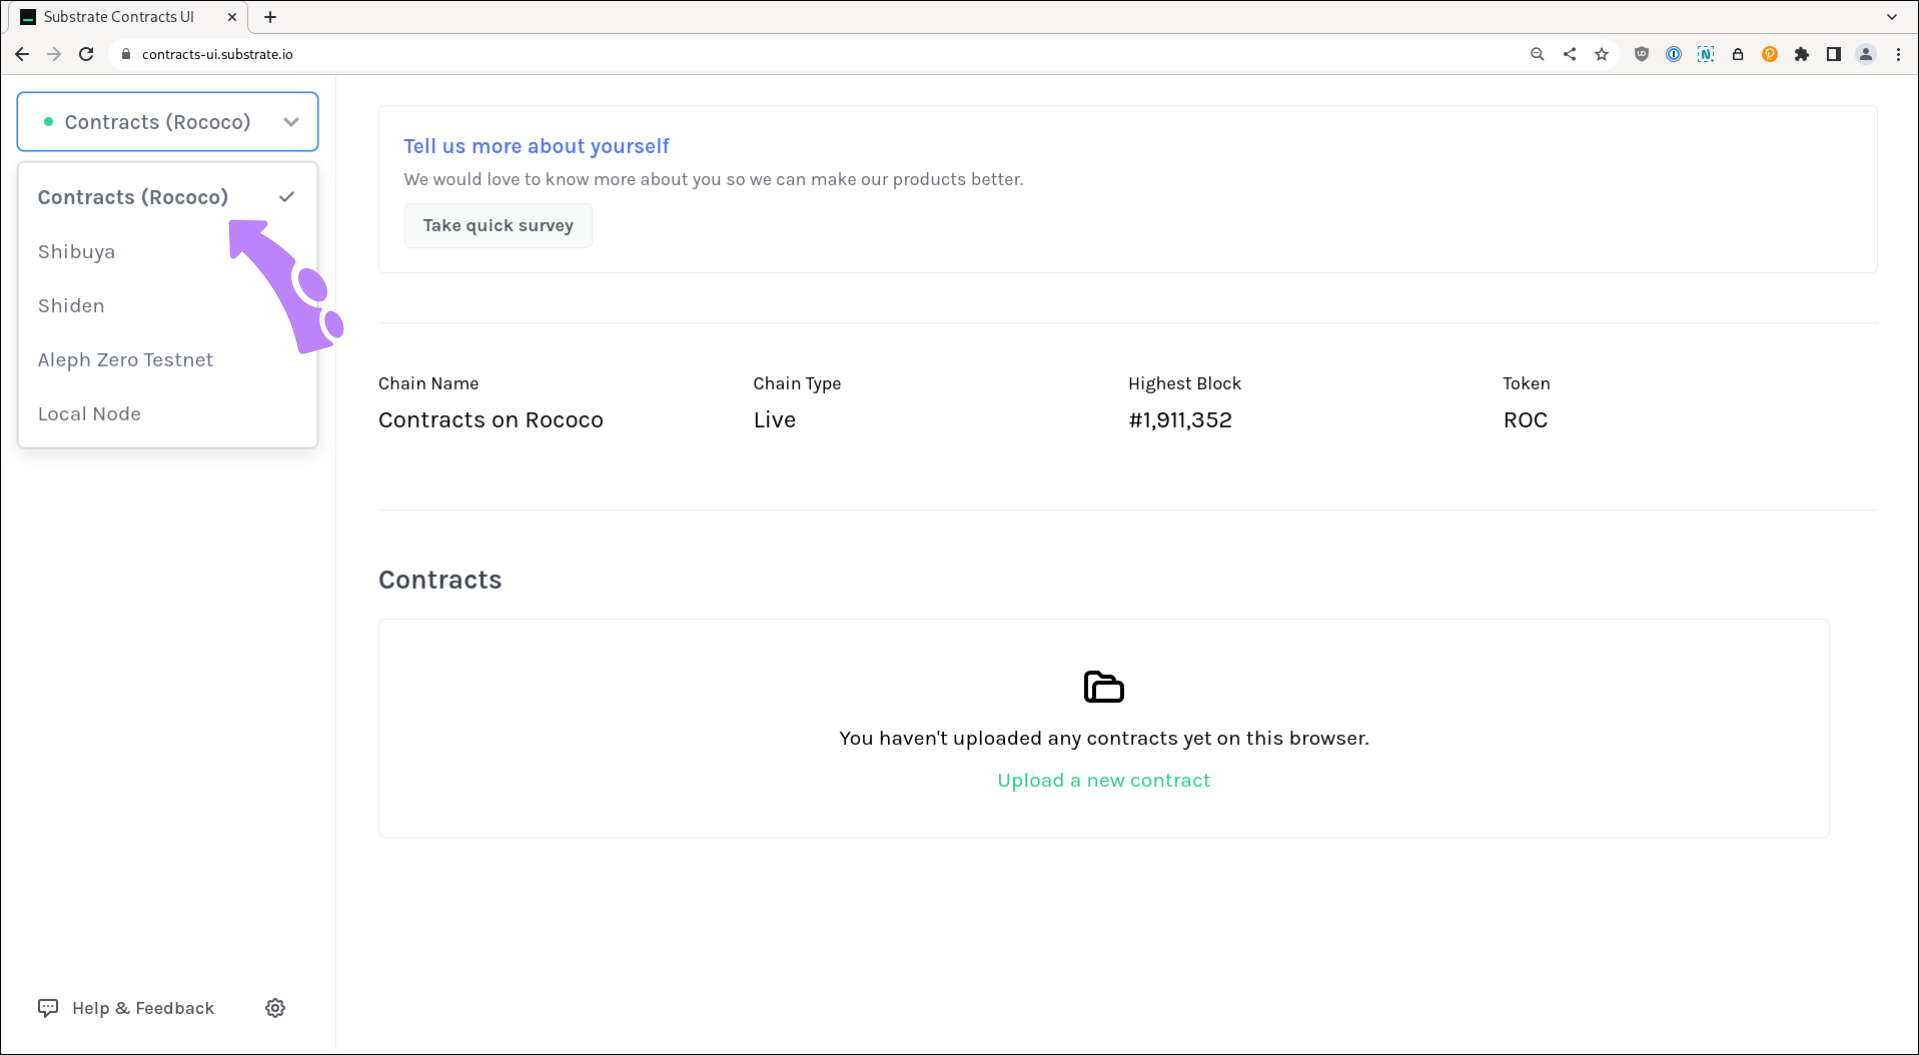 Substrate Contracts UI
contracts-ui.substrate.io
Contracts (Rococo)
Contracts (Rococo)
Shibuya
Shiden
Aleph Zero Testnet
Local Node
Help & Feedback
Tell us more about yourself
We would love to know more about you so we can make our products better.
Take quick survey
Chain Name
Contracts on Rococo
Chain Type
Live
Highest Block
#1,911,352
Token
ROC
Contracts
You haven't uploaded any contracts yet on this browser.
Upload a new contract